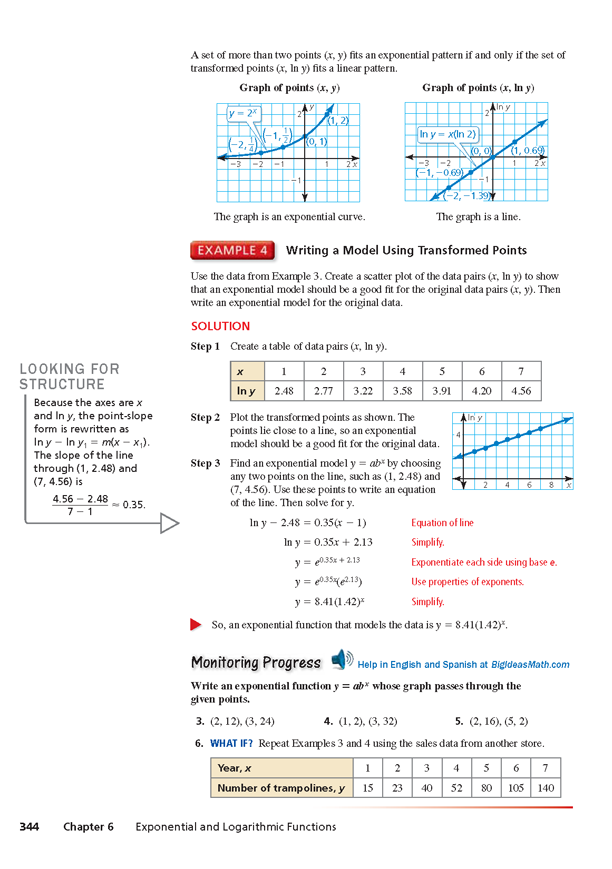 A set of more than two points (x, y) fits an exponential pattern if and only if the set of
transformed points (x, ln y) fits a linear pattern.
Graph of points (x, y)
Graph of points (x, ln y)
y = 2ˣ
y
2
(1, 2)
(−1, 1/2)
(−2, 1/4)
(0, 1)
−3 −2 −1 1 2 x
−1
ln y
2
ln y = x(ln 2)
(0, 0)
(1, 0.69)
−3 −2 1 2 x
(−1, −0.69)
−1
(−2, −1.39)
The graph is an exponential curve.
The graph is a line.
EXAMPLE 4 Writing a Model Using Transformed Points
Use the data from Example 3. Create a scatter plot of the data pairs (x, ln y) to show
that an exponential model should be a good fit for the original data pairs (x, y). Then
write an exponential model for the original data.
SOLUTION
Step 1 Create a table of data pairs (x, ln y).
x 1 2 3 4 5 6 7
ln y 2.48 2.77 3.22 3.58 3.91 4.20 4.56
LOOKING FOR
STRUCTURE
Because the axes are x
and ln y, the point-slope
form is rewritten as
ln y − ln y₁ = m(x − x₁).
The slope of the line
through (1, 2.48) and
(7, 4.56) is
4.56 − 2.48
7 − 1
≈ 0.35.
Step 2 Plot the transformed points as shown. The
points lie close to a line, so an exponential
model should be a good fit for the original data.
ln y
4
2 4 6 8 x
Step 3 Find an exponential model y = abˣ by choosing
any two points on the line, such as (1, 2.48) and
(7, 4.56). Use these points to write an equation
of the line. Then solve for y.
ln y − 2.48 = 0.35(x − 1) Equation of line
ln y = 0.35x + 2.13 Simplify.
y = e^(0.35x + 2.13) Exponentiate each side using base e.
y = e^(0.35x)(e^(2.13)) Use properties of exponents.
y = 8.41(1.42)ˣ Simplify.
So, an exponential function that models the data is y = 8.41(1.42)ˣ.
Monitoring Progress Help in English and Spanish at BigIdeasMath.com
Write an exponential function y = abˣ whose graph passes through the
given points.
3. (2, 12), (3, 24) 4. (1, 2), (3, 32) 5. (2, 16), (5, 2)
6. WHAT IF? Repeat Examples 3 and 4 using the sales data from another store.
Year, x 1 2 3 4 5 6 7
Number of trampolines, y 15 23 40 52 80 105 140
344 Chapter 6 Exponential and Logarithmic Functions